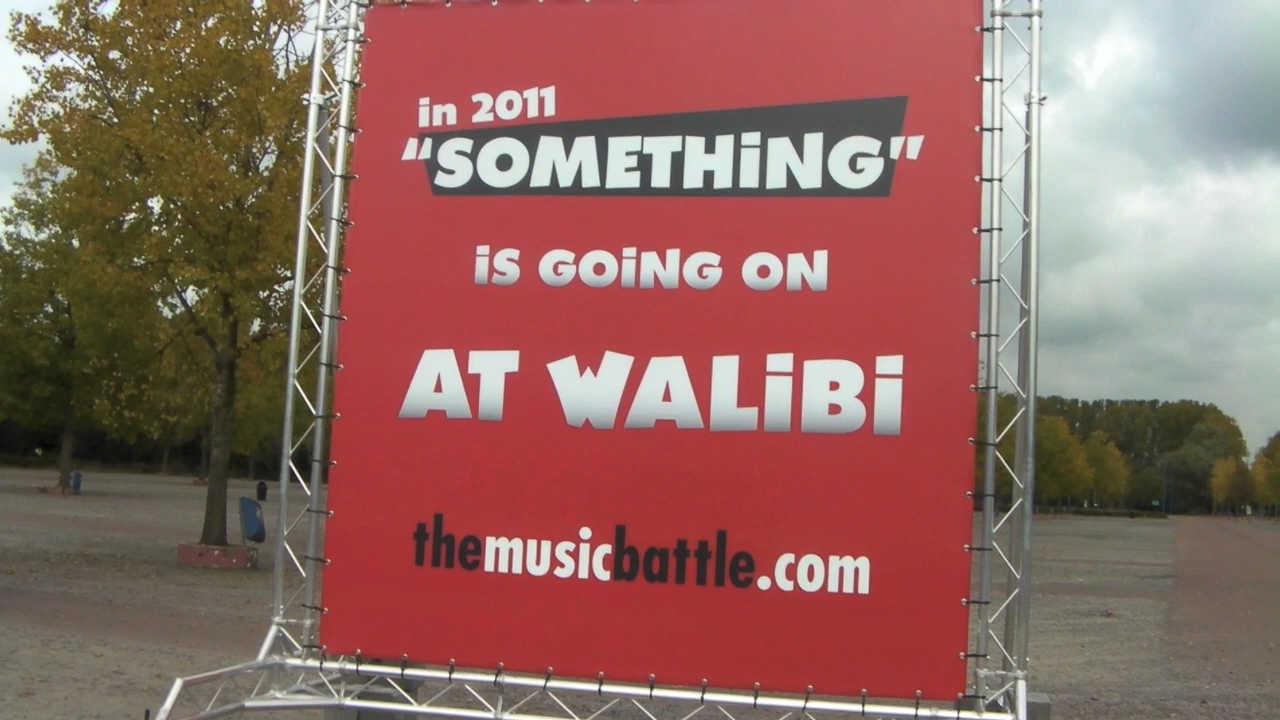 in 2011
"SOMETHiNG"
iS GOiNG ON
AT WALiBi
themusicbattle.com